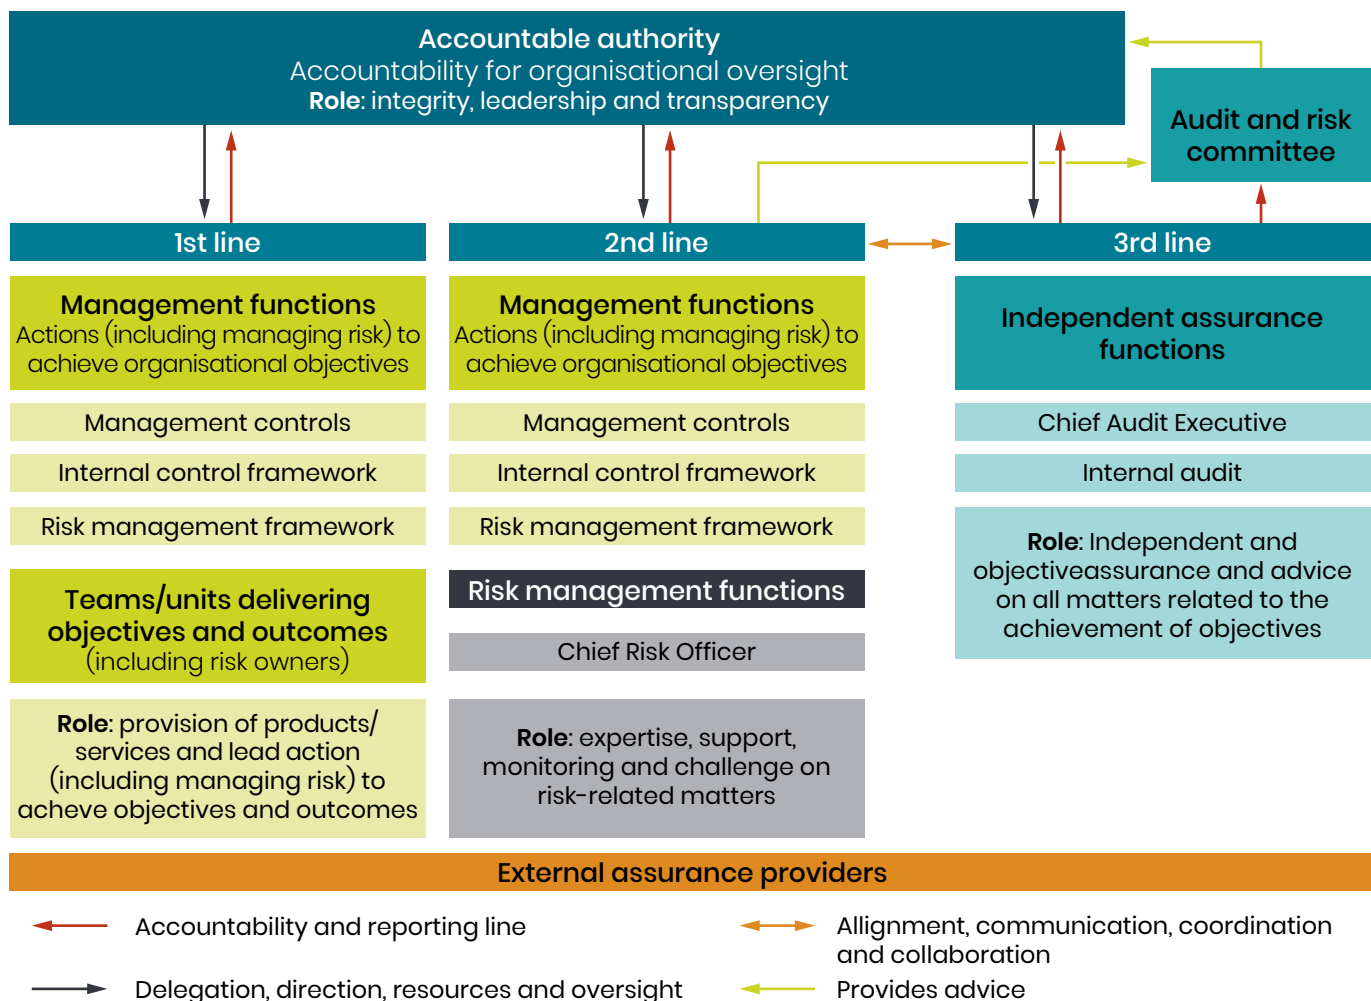 Accountable authority
Accountability for organisational oversight
Role: integrity, leadership and transparency
Audit and risk
committee
1st line
Management functions
Actions (including managing risk) to
achieve organisational objectives
Management controls
Internal control framework
Risk management framework
Teams/units delivering
objectives and outcomes
(including risk owners)
Role: provision of products/
services and lead action
(including managing risk) to
acheve objectives and outcomes
2nd line
Management functions
Actions (including managing risk) to
achieve organisational objectives
Management controls
Internal control framework
Risk management framework
Risk management functions
Chief Risk Officer
Role: expertise, support,
monitoring and challenge on
risk-related matters
3rd line
Independent assurance
functions
Chief Audit Executive
Internal audit
Role: Independent and
objectiveassurance and advice
on all matters related to the
achievement of objectives
External assurance providers
Accountability and reporting line
Delegation, direction, resources and oversight
Allignment, communication, coordination
and collaboration
Provides advice